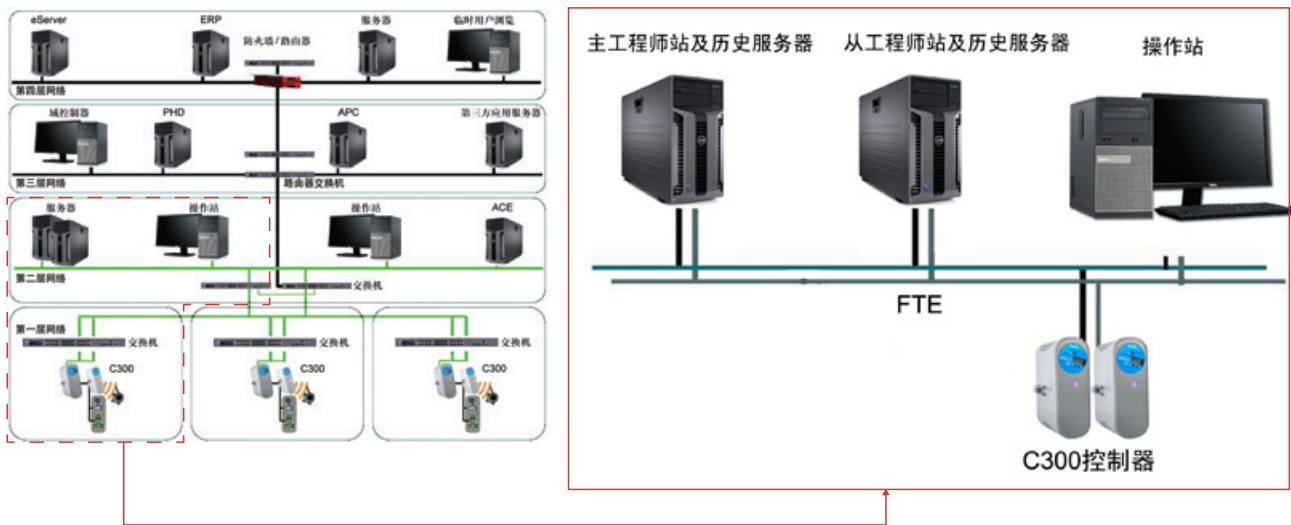 eServer
ERP
防火墙/路由器
服务器
临时用户浏览
第四层网络
域控制器
PHD
APC
第三方应用服务器
第三层网络
路由器交换机
服务器
操作站
操作站
ACE
第二层网络
交换机
第一层网络
交换机
交换机
交换机
C300
C300
C300
主工程师站及历史服务器
从工程师站及历史服务器
操作站
FTE
C300控制器